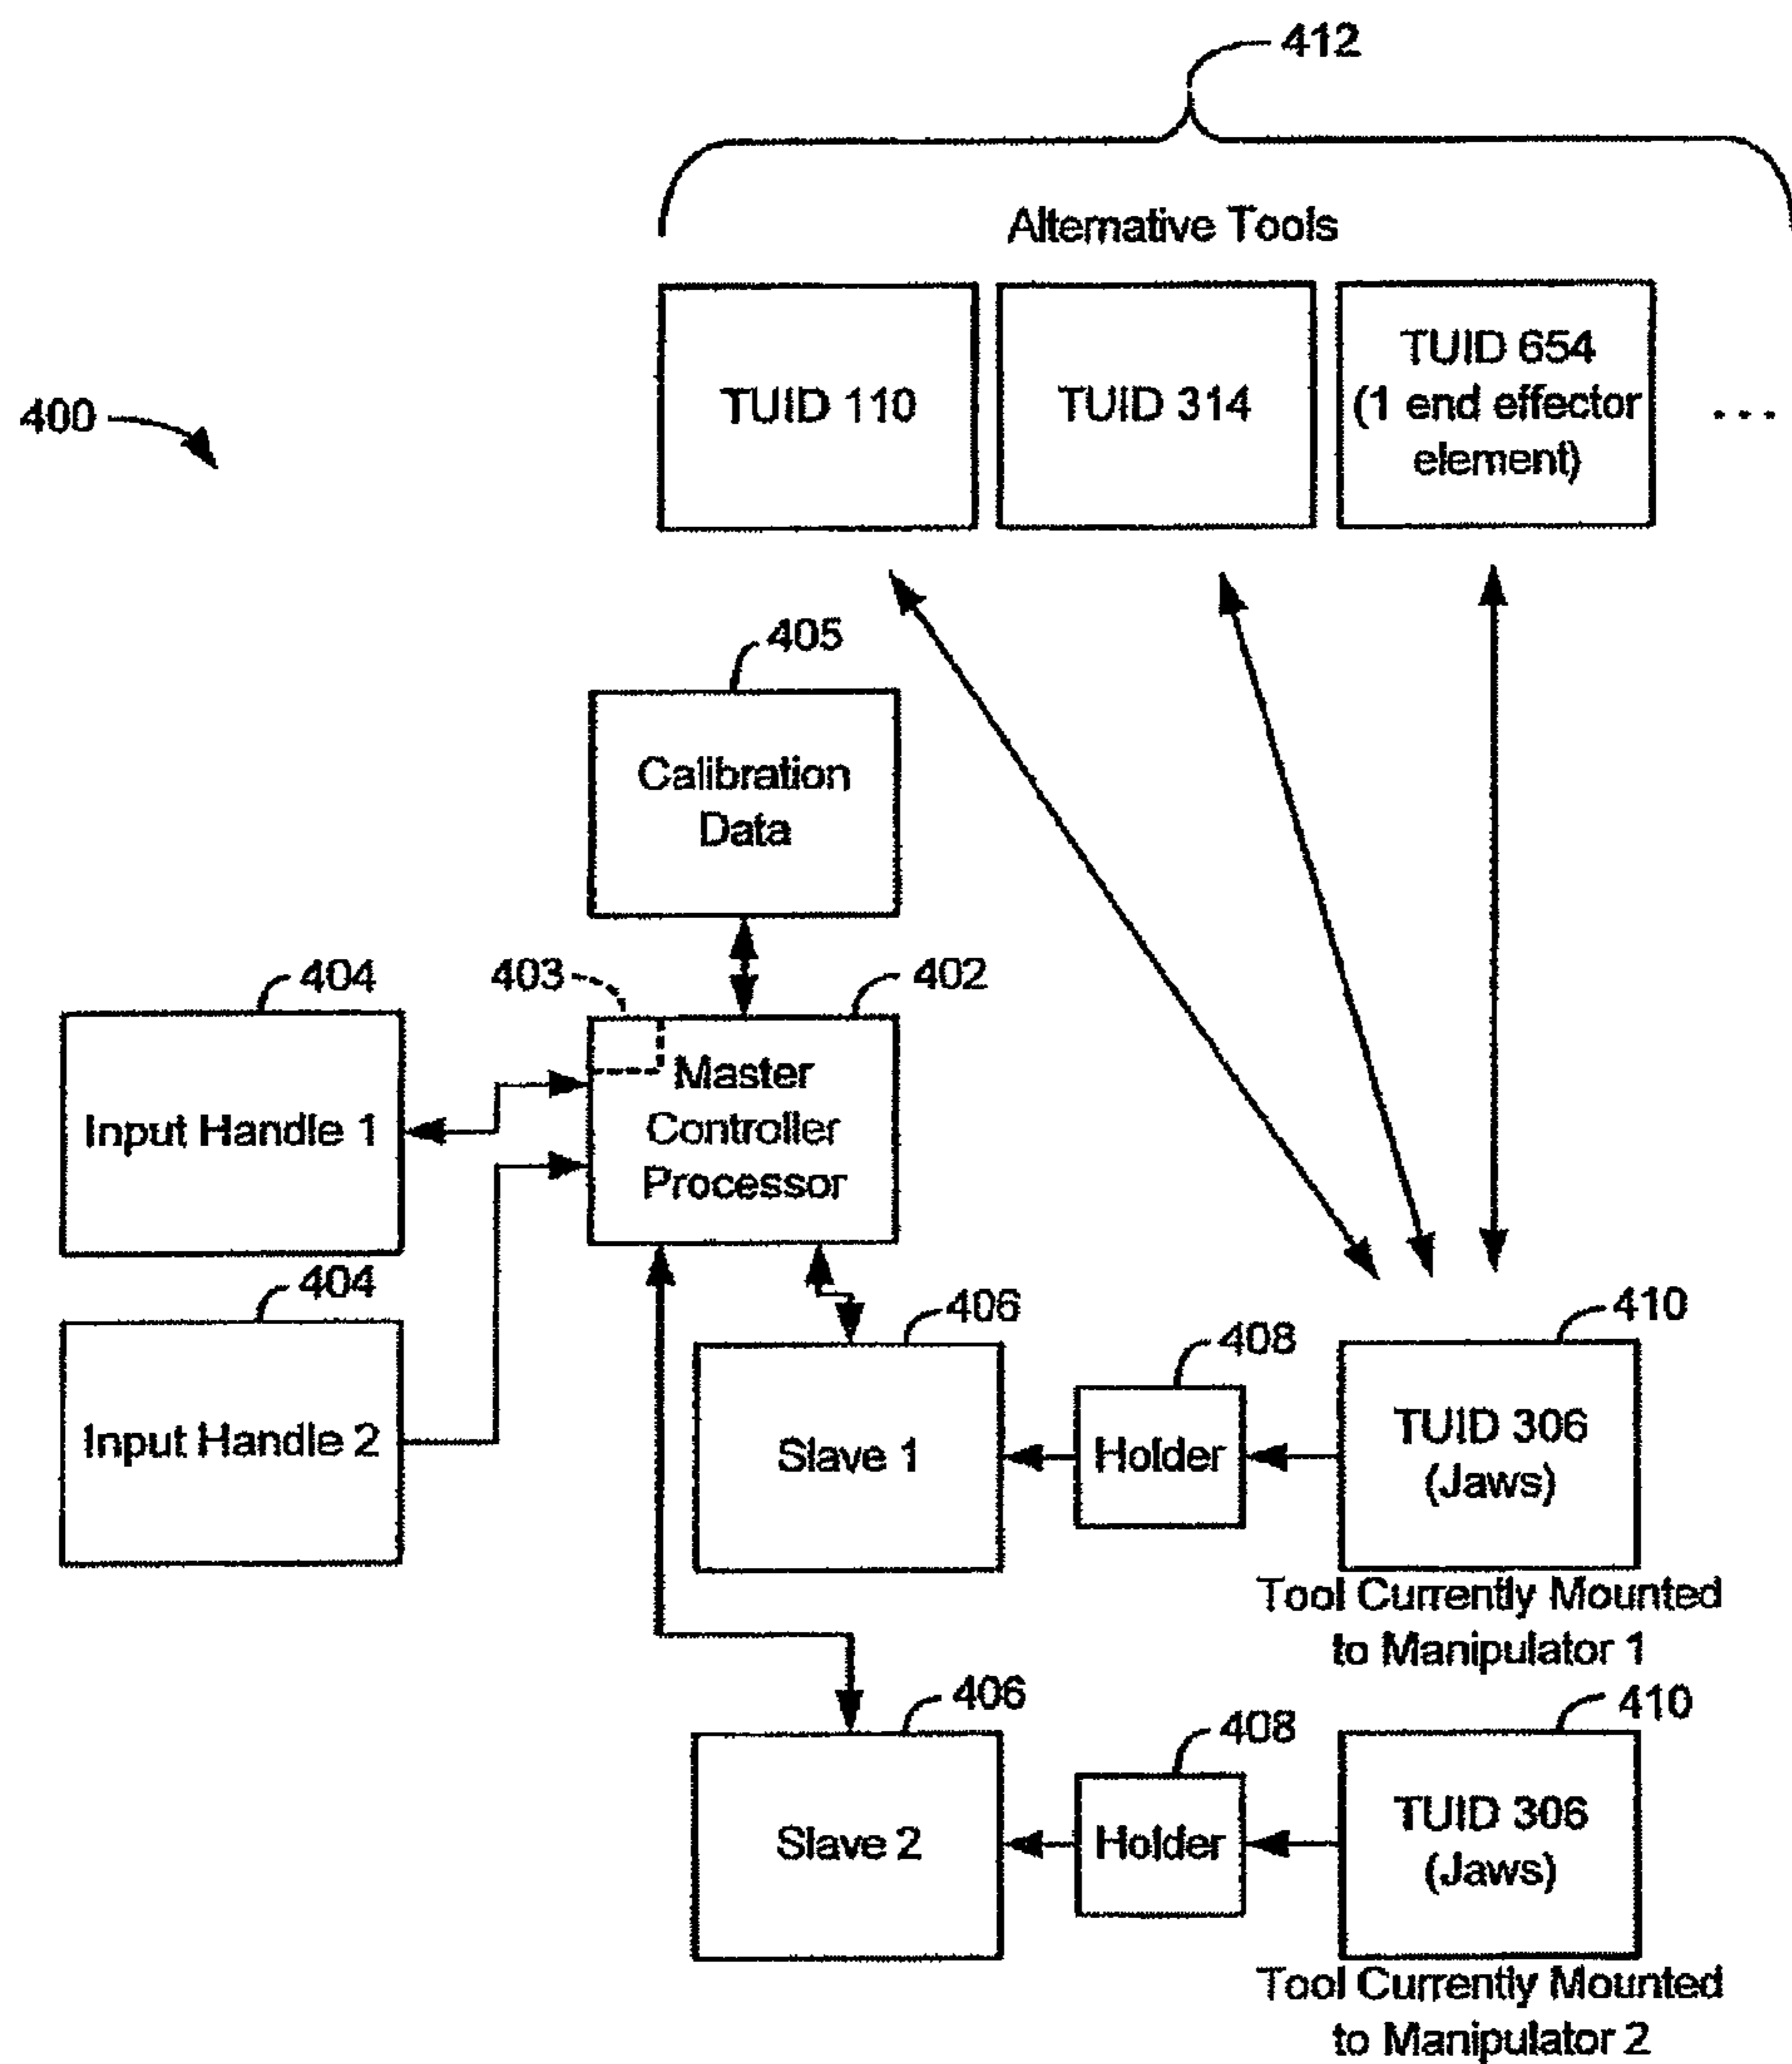 412
Alternative Tools
TUID 110
TUID 314
TUID 654
(1 end effector
element)
...
400
405
Calibration
Data
403
402
404
Input Handle 1
Master
Controller
Processor
404
Input Handle 2
406
Slave 1
408
Holder
410
TUID 306
(Jaws)
Tool Currently Mounted
to Manipulator 1
406
Slave 2
408
Holder
410
TUID 306
(Jaws)
Tool Currently Mounted
to Manipulator 2